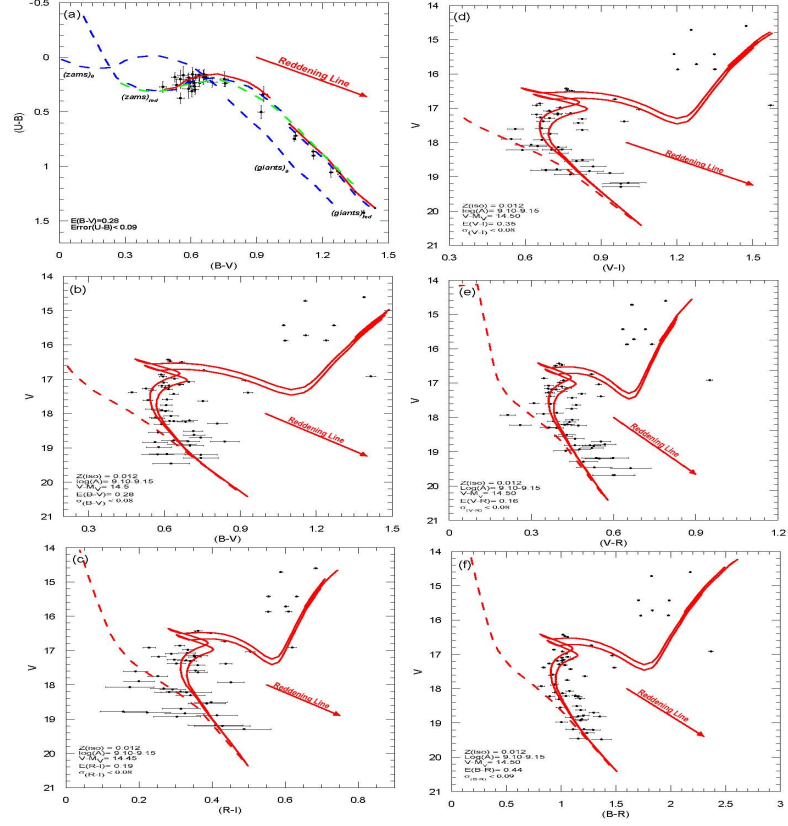 (a)
-0.5
0
0.5
1
1.5
(U-B)
(zams)o
(zams)red
(giants)o
(giants)red
Reddening Line
E(B-V)=0.28
Error(U-B)<0.09
0
0.3
0.6
0.9
1.2
1.5
(B-V)
(b)
14
15
16
17
18
19
20
21
V
Reddening Line
Z(iso) = 0.012
log(A) = 9.10-9.15
V-Mv = 14.5
E(B-V) = 0.28
σ(B-V) < 0.08
0.3
0.6
0.9
1.2
1.5
(B-V)
(c)
14
15
16
17
18
19
20
21
V
Reddening Line
Z(iso) = 0.012
log(A) = 9.10-9.15
V-Mv = 14.45
E(R-I) = 0.19
σ(R-I) < 0.08
0
0.2
0.4
0.6
0.8
(R-I)
(d)
14
15
16
17
18
19
20
21
V
Reddening Line
Z(iso) = 0.012
log(A) = 9.10-9.15
V-Mv = 14.50
E(V-I) = 0.35
σ(V-I) < 0.08
0.6
0.9
1.2
1.5
(V-I)
(e)
14
15
16
17
18
19
20
21
V
Reddening Line
Z(iso) = 0.012
Log(A) = 9.10-9.15
V-Mv = 14.50
E(V-R) = 0.16
σ(V-R) < 0.08
0
0.3
0.6
0.9
1.2
(V-R)
(f)
14
15
16
17
18
19
20
21
V
Reddening Line
Z(iso) = 0.012
Log(A) = 9.10-9.15
V-Mv = 14.50
E(B-R) = 0.44
σ(B-R) < 0.09
0
0.5
1
1.5
2
2.5
3
(B-R)